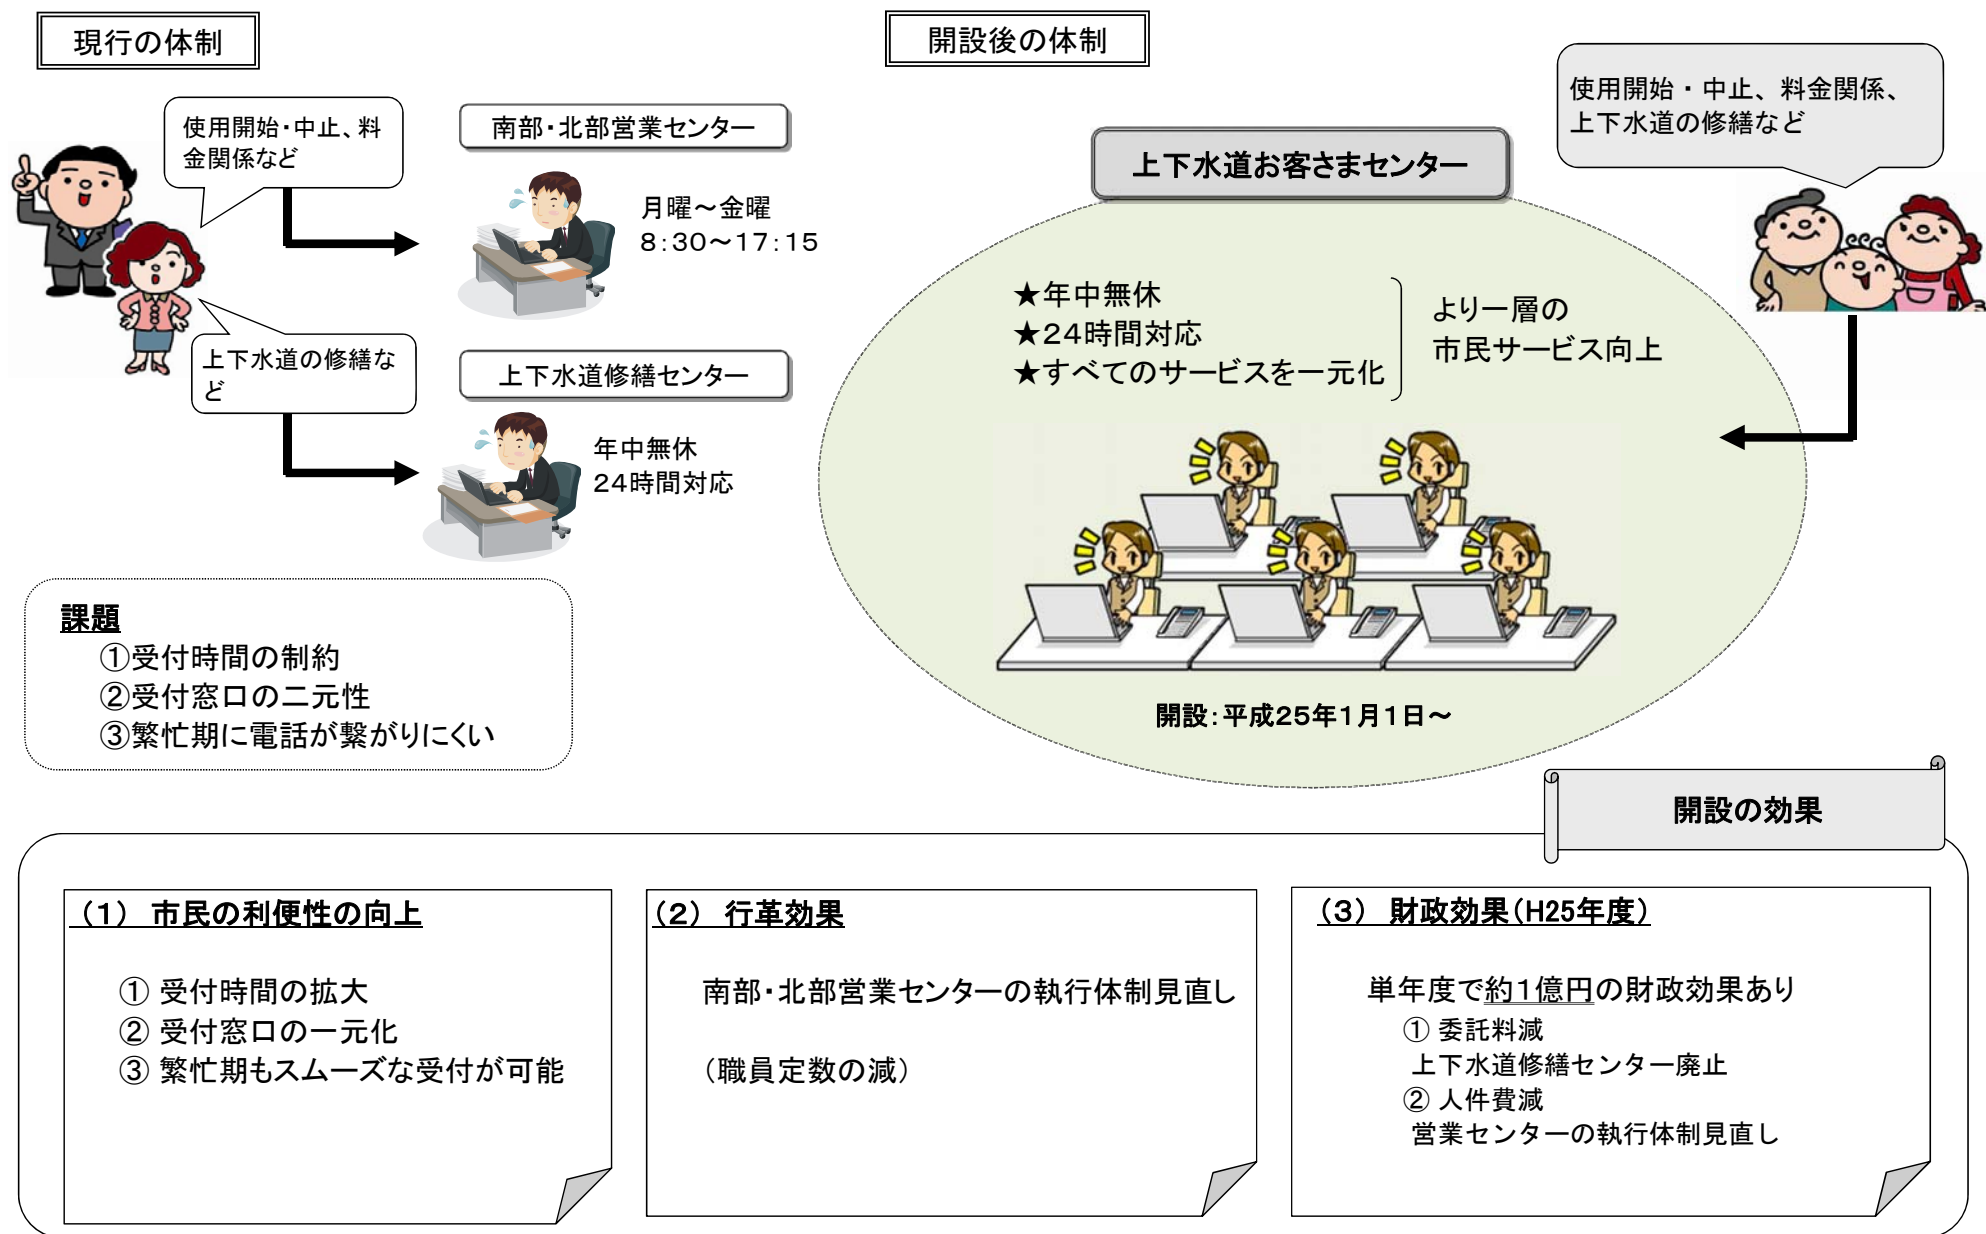 現行の体制
使用開始・中止、料
金関係など
南部・北部営業センター
月曜～金曜
8：30～17：15
上下水道の修繕な
ど
上下水道修繕センター
年中無休
24時間対応
課題
①受付時間の制約
②受付窓口の二元性
③繁忙期に電話が繋がりにくい
開設後の体制
使用開始・中止、料金関係、
上下水道の修繕など
上下水道お客さまセンター
★年中無休
★24時間対応
★すべてのサービスを一元化
より一層の
市民サービス向上
開設：平成25年1月1日～
開設の効果
（1） 市民の利便性の向上
① 受付時間の拡大
② 受付窓口の一元化
③ 繁忙期もスムーズな受付が可能
（2） 行革効果
南部・北部営業センターの執行体制見直し
（職員定数の減）
（3） 財政効果（H25年度）
単年度で約1億円の財政効果あり
① 委託料減
上下水道修繕センター廃止
② 人件費減
営業センターの執行体制見直し